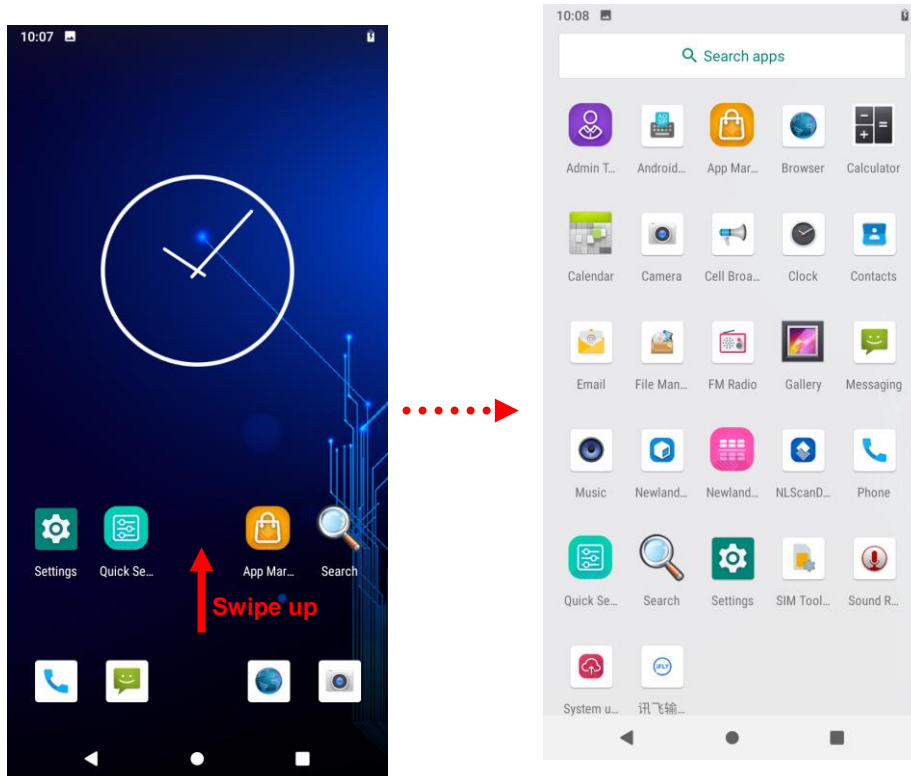 10:07
Settings
Quick Se...
App Mar...
Search
Swipe up
10:08
Search apps
Admin T...
Android...
App Mar...
Browser
Calculator
Calendar
Camera
Cell Broa...
Clock
Contacts
Email
File Man...
FM Radio
Gallery
Messaging
Music
Newland...
Newland...
NLScanD...
Phone
Quick Se...
Search
Settings
SIM Tool...
Sound R...
System u...
iFLY
讯飞输...